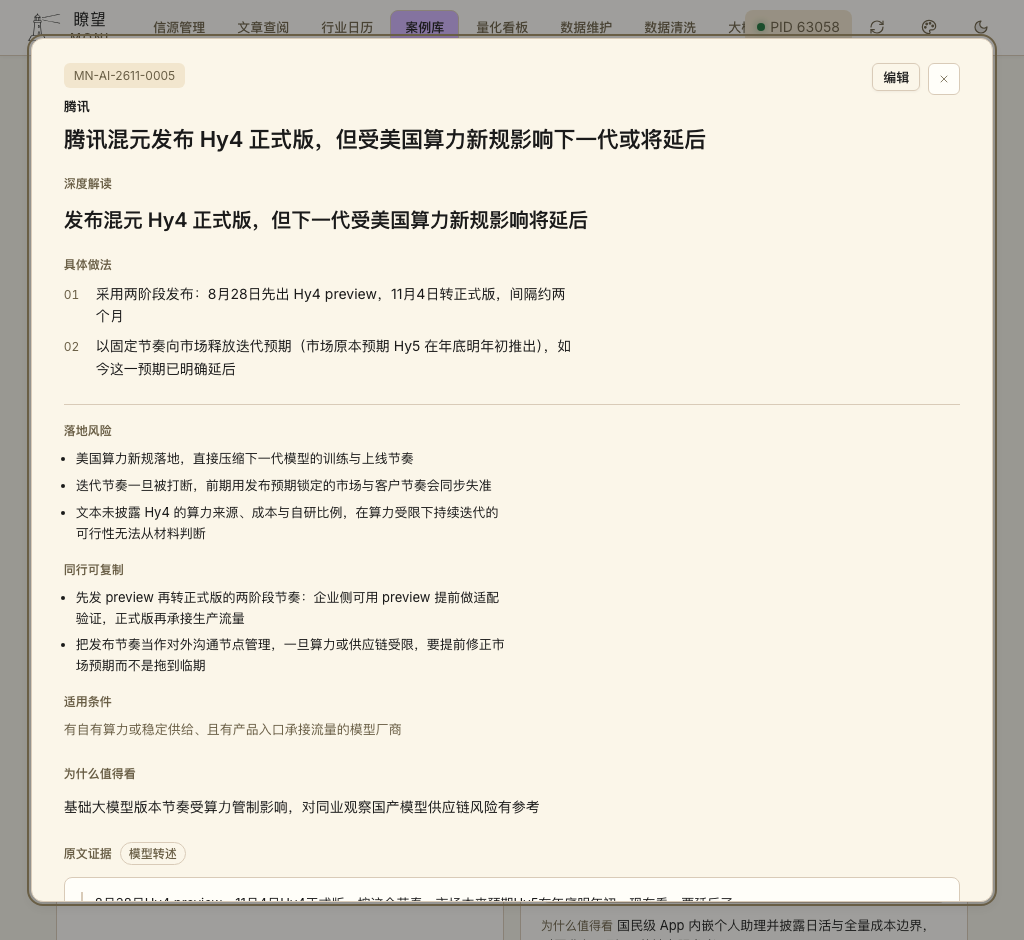 瞭望
信源管理 文章查阅 行业日历 案例库 量化看板 数据维护 数据清洗 大 PID 63058
MN-AI-2611-0005
编辑
腾讯
腾讯混元发布 Hy4 正式版，但受美国算力新规影响下一代或将延后
深度解读
发布混元 Hy4 正式版，但下一代受美国算力新规影响将延后
具体做法
01 采用两阶段发布：8月28日先出 Hy4 preview，11月4日转正式版，间隔约两
个月
02 以固定节奏向市场释放迭代预期（市场原本预期 Hy5 在年底明年初推出），如
今这一预期已明确延后
落地风险
• 美国算力新规落地，直接压缩下一代模型的训练与上线节奏
• 迭代节奏一旦被打断，前期用发布预期锁定的市场与客户节奏会同步失准
• 文本未披露 Hy4 的算力来源、成本与自研比例，在算力受限下持续迭代的
可行性无法从材料判断
同行可复制
• 先发 preview 再转正式版的两阶段节奏：企业侧可用 preview 提前做适配
验证，正式版再承接生产流量
• 把发布节奏当作对外沟通节点管理，一旦算力或供应链受限，要提前修正市
场预期而不是拖到临期
适用条件
有自有算力或稳定供给、且有产品入口承接流量的模型厂商
为什么值得看
基础大模型版本节奏受算力管制影响，对同业观察国产模型供应链风险有参考
原文证据 模型转述
为什么值得看 国民级 App 内嵌个人助理并披露日活与全量成本边界，